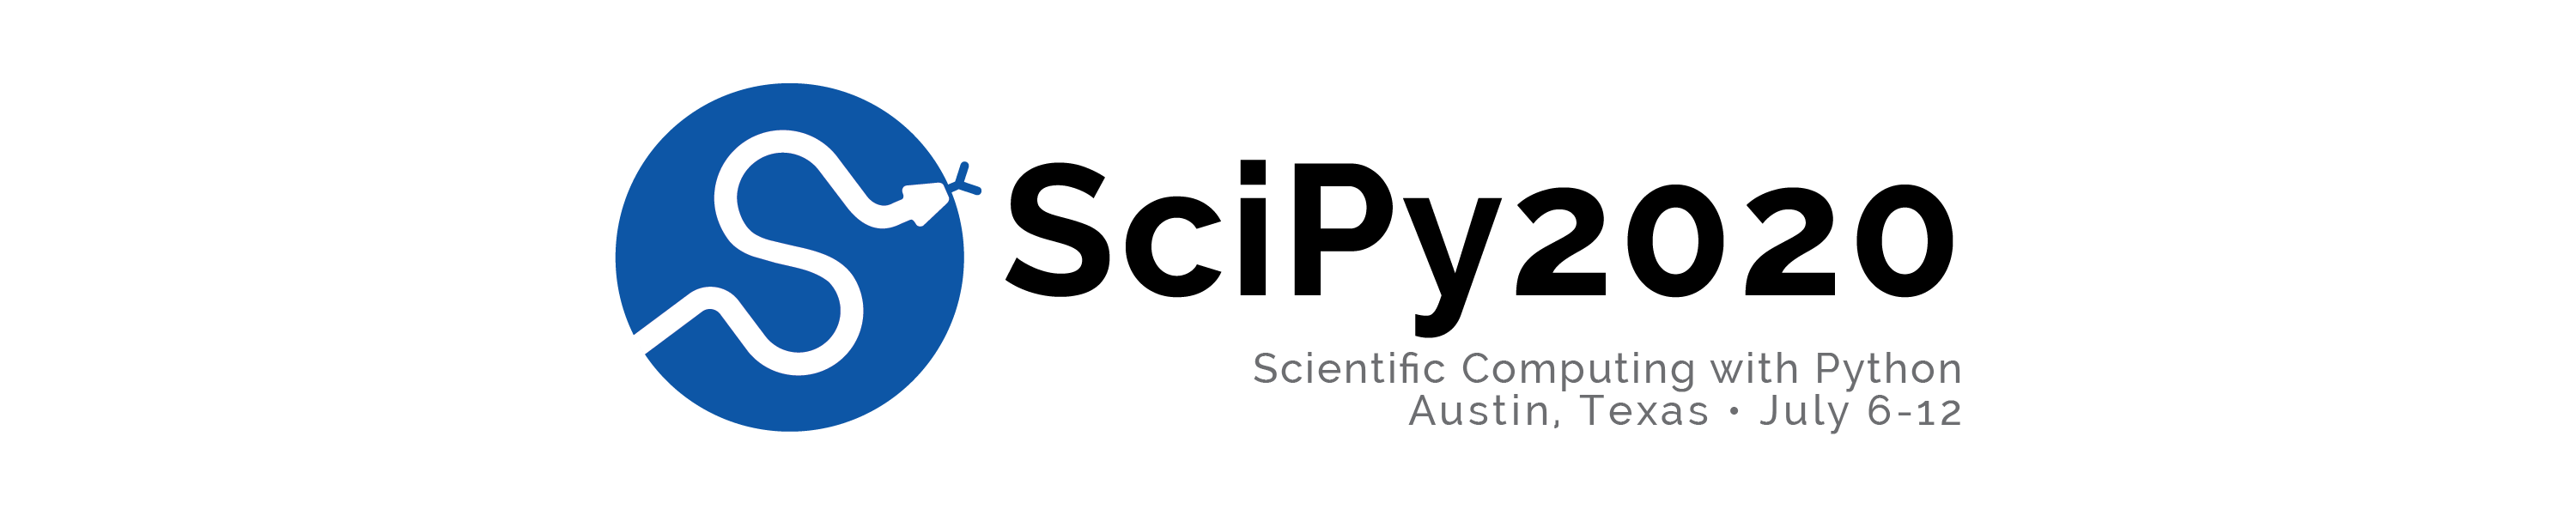 SciPy2020
Scientific Computing with Python
Austin, Texas • July 6-12